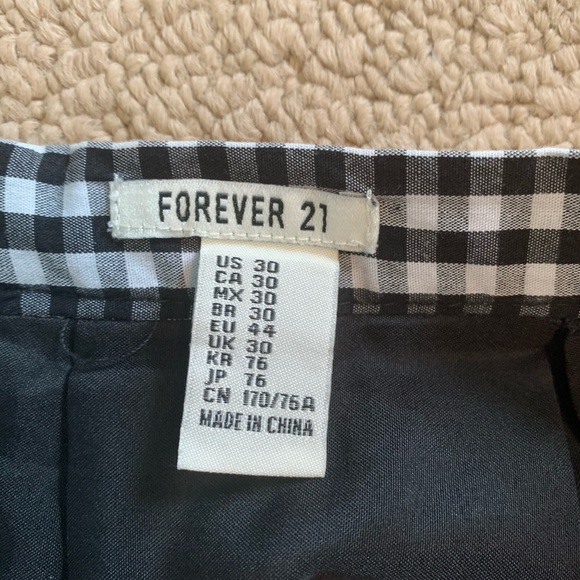 FOREVER 21
US 30
CA 30
MX 30
BR 30
EU 44
UK 30
KR 76
JP 76
CN 170/76A
MADE IN CHINA